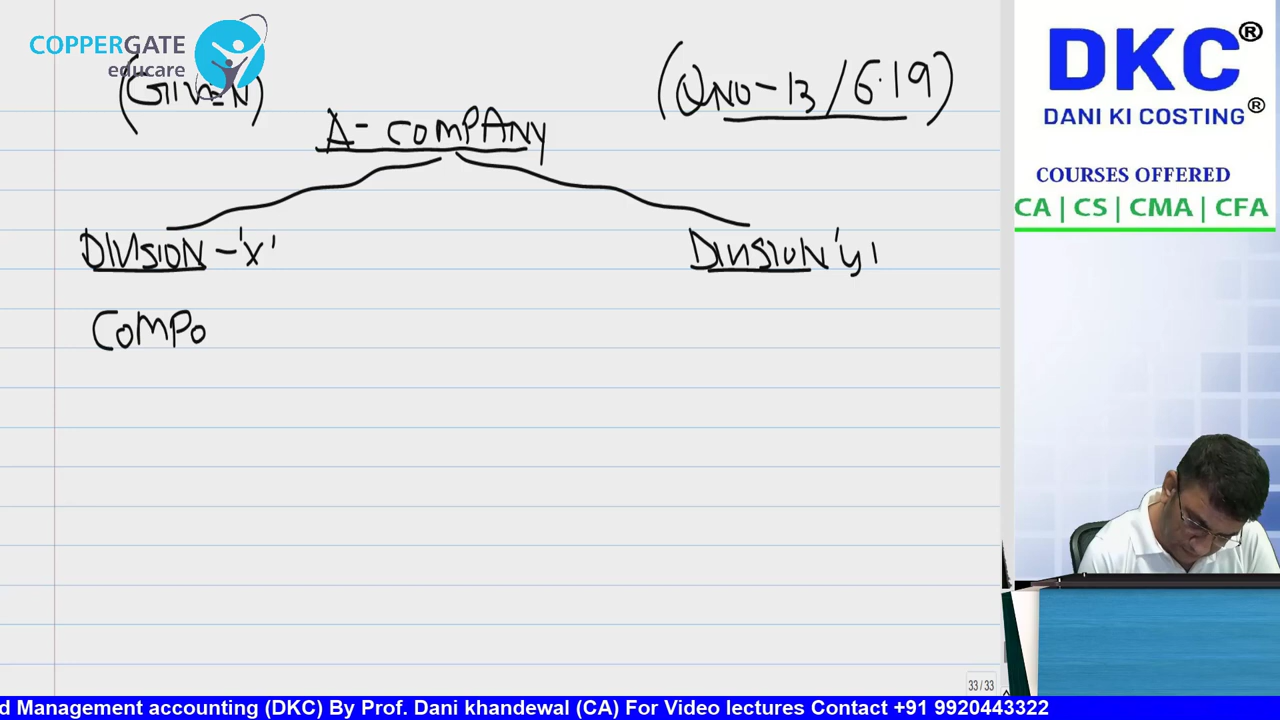 COPPERGATE
educare
(GIVEN)
(QNO-13/6.19)
A- COMPANY
DIVISION -'X'
DIVISION 'Y'
COMPO
DKC®
DANI KI COSTING®
COURSES OFFERED
CA | CS | CMA | CFA
33/33
d Management accounting (DKC) By Prof. Dani khandewal (CA) For Video lectures Contact +91 9920443322